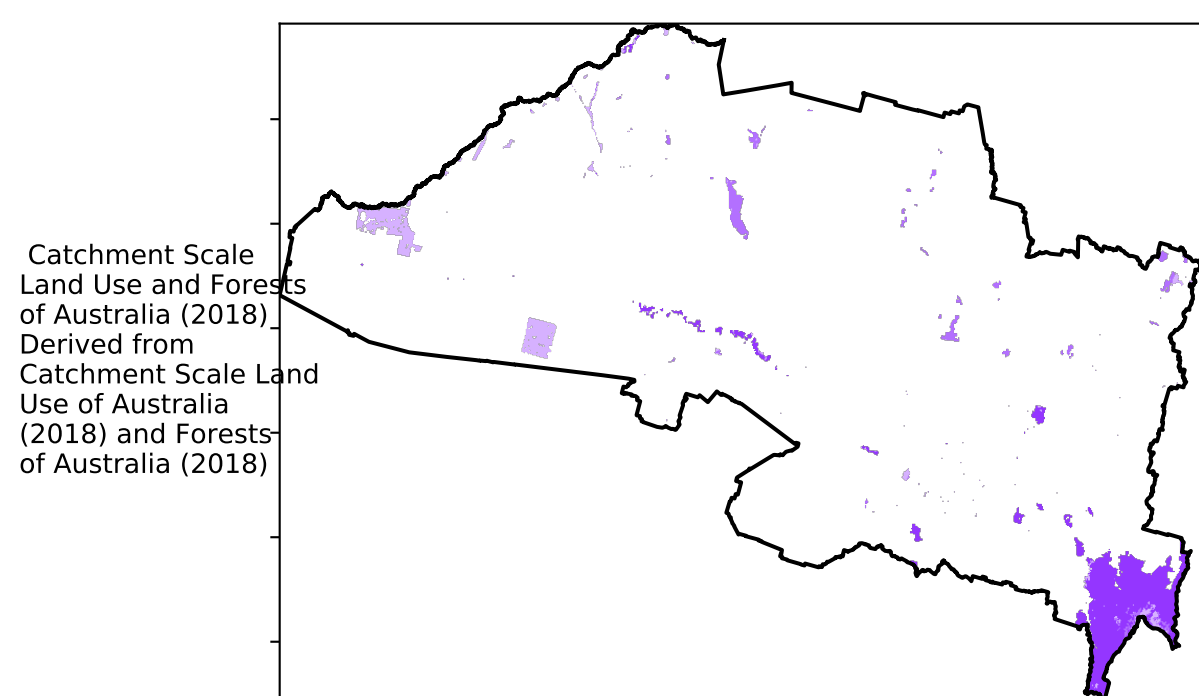 Catchment Scale
Land Use and Forests
of Australia (2018)
Derived from
Catchment Scale Land
Use of Australia
(2018) and Forests
of Australia (2018)